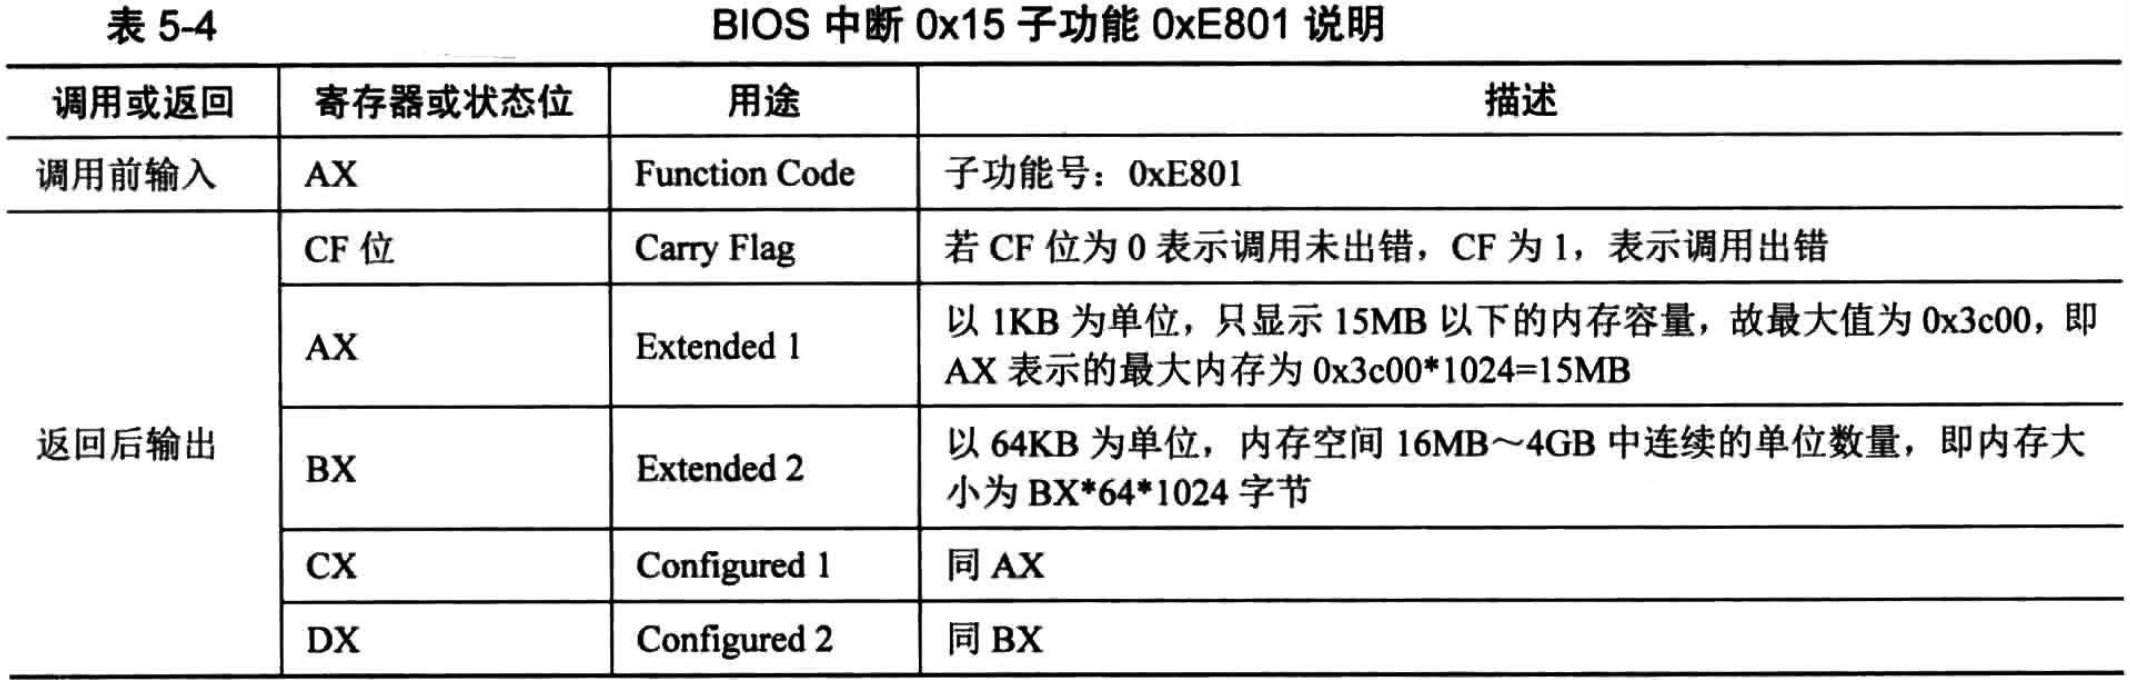 表 5-4 BIOS 中断 0x15 子功能 0xE801 说明
调用或返回 寄存器或状态位 用途 描述
调用前输入 AX Function Code 子功能号：0xE801
返回后输出
CF 位 Carry Flag 若 CF 位为 0 表示调用未出错，CF 为 1，表示调用出错
AX Extended 1 以 1KB 为单位，只显示 15MB 以下的内存容量，故最大值为 0x3c00，即
AX 表示的最大内存为 0x3c00*1024=15MB
BX Extended 2 以 64KB 为单位，内存空间 16MB～4GB 中连续的单位数量，即内存大
小为 BX*64*1024 字节
CX Configured 1 同 AX
DX Configured 2 同 BX